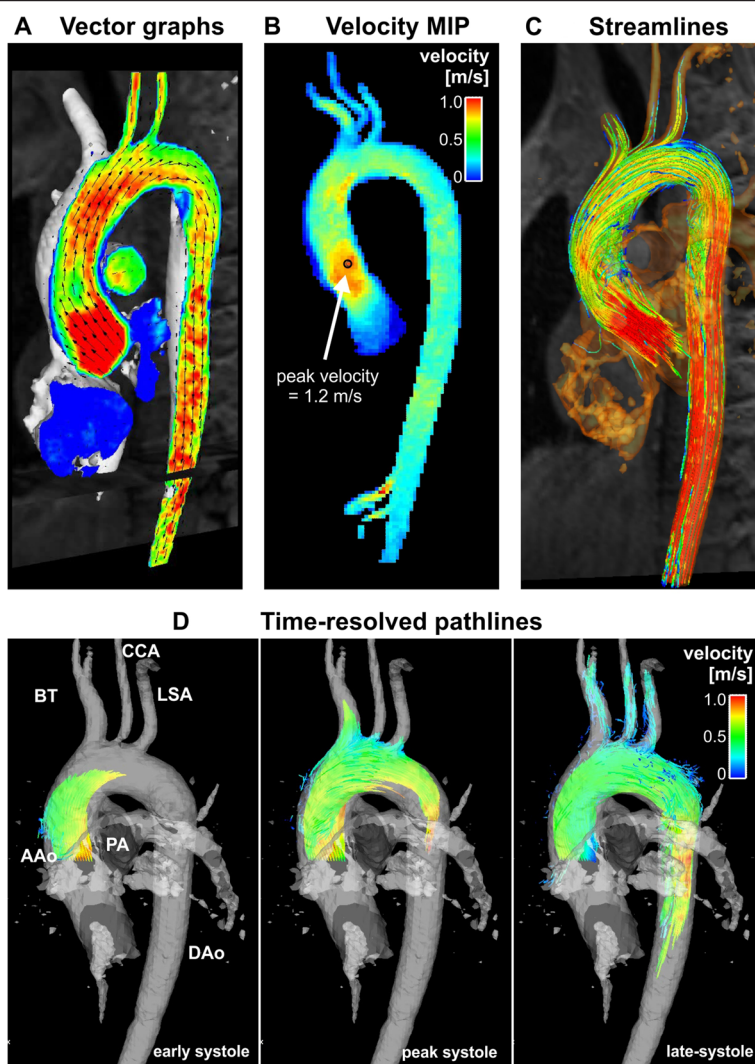 A Vector graphs
B Velocity MIP
C Streamlines
velocity
[m/s]
1.0
0.5
0
peak velocity
= 1.2 m/s
D Time-resolved pathlines
CCA
BT
LSA
AAo
PA
DAo
early systole
peak systole
velocity
[m/s]
1.0
0.5
0
late-systole